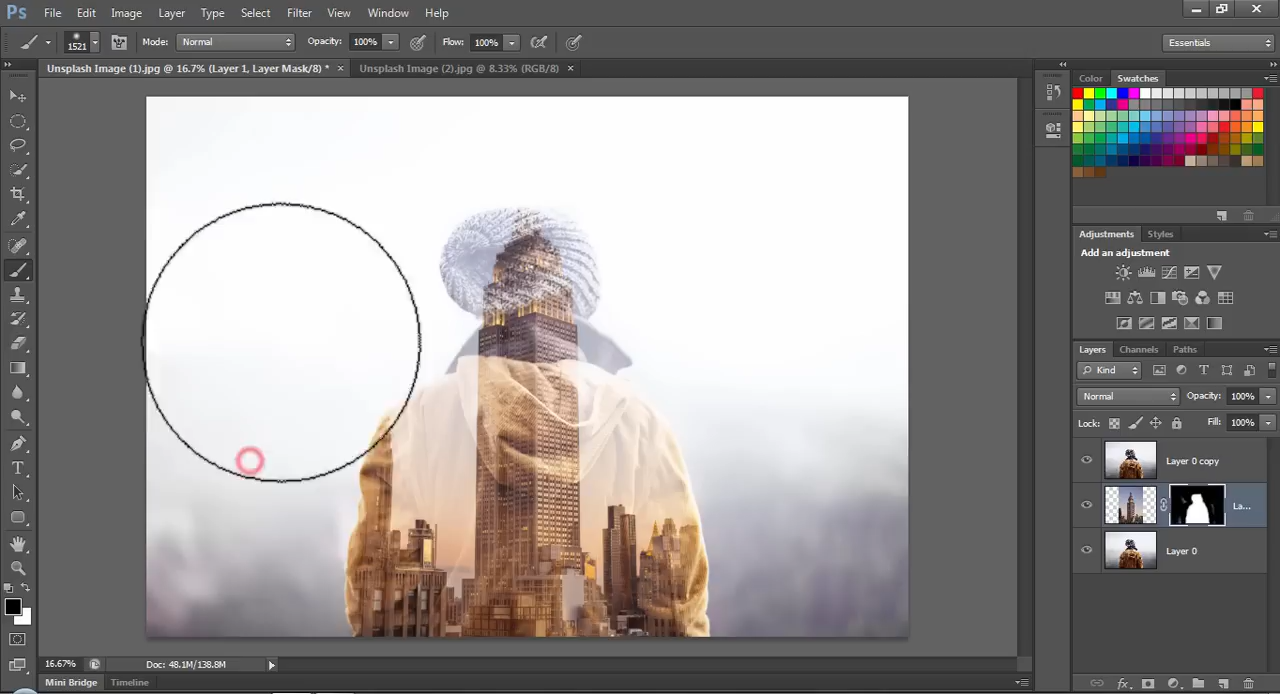 Ps File Edit Image Layer Type Select Filter View Window Help
1521 Mode: Normal Opacity: 100% Flow: 100% Essentials
Unsplash Image (1).jpg @ 16.7% (Layer 1, Layer Mask/8) * × Unsplash Image (2).jpg @ 8.33% (RGB/8) ×
Color Swatches
Adjustments Styles
Add an adjustment
Layers Channels Paths
Kind
Normal Opacity: 100%
Lock: Fill: 100%
Layer 0 copy
La...
Layer 0
16.67% Doc: 48.1M/138.8M
Mini Bridge Timeline